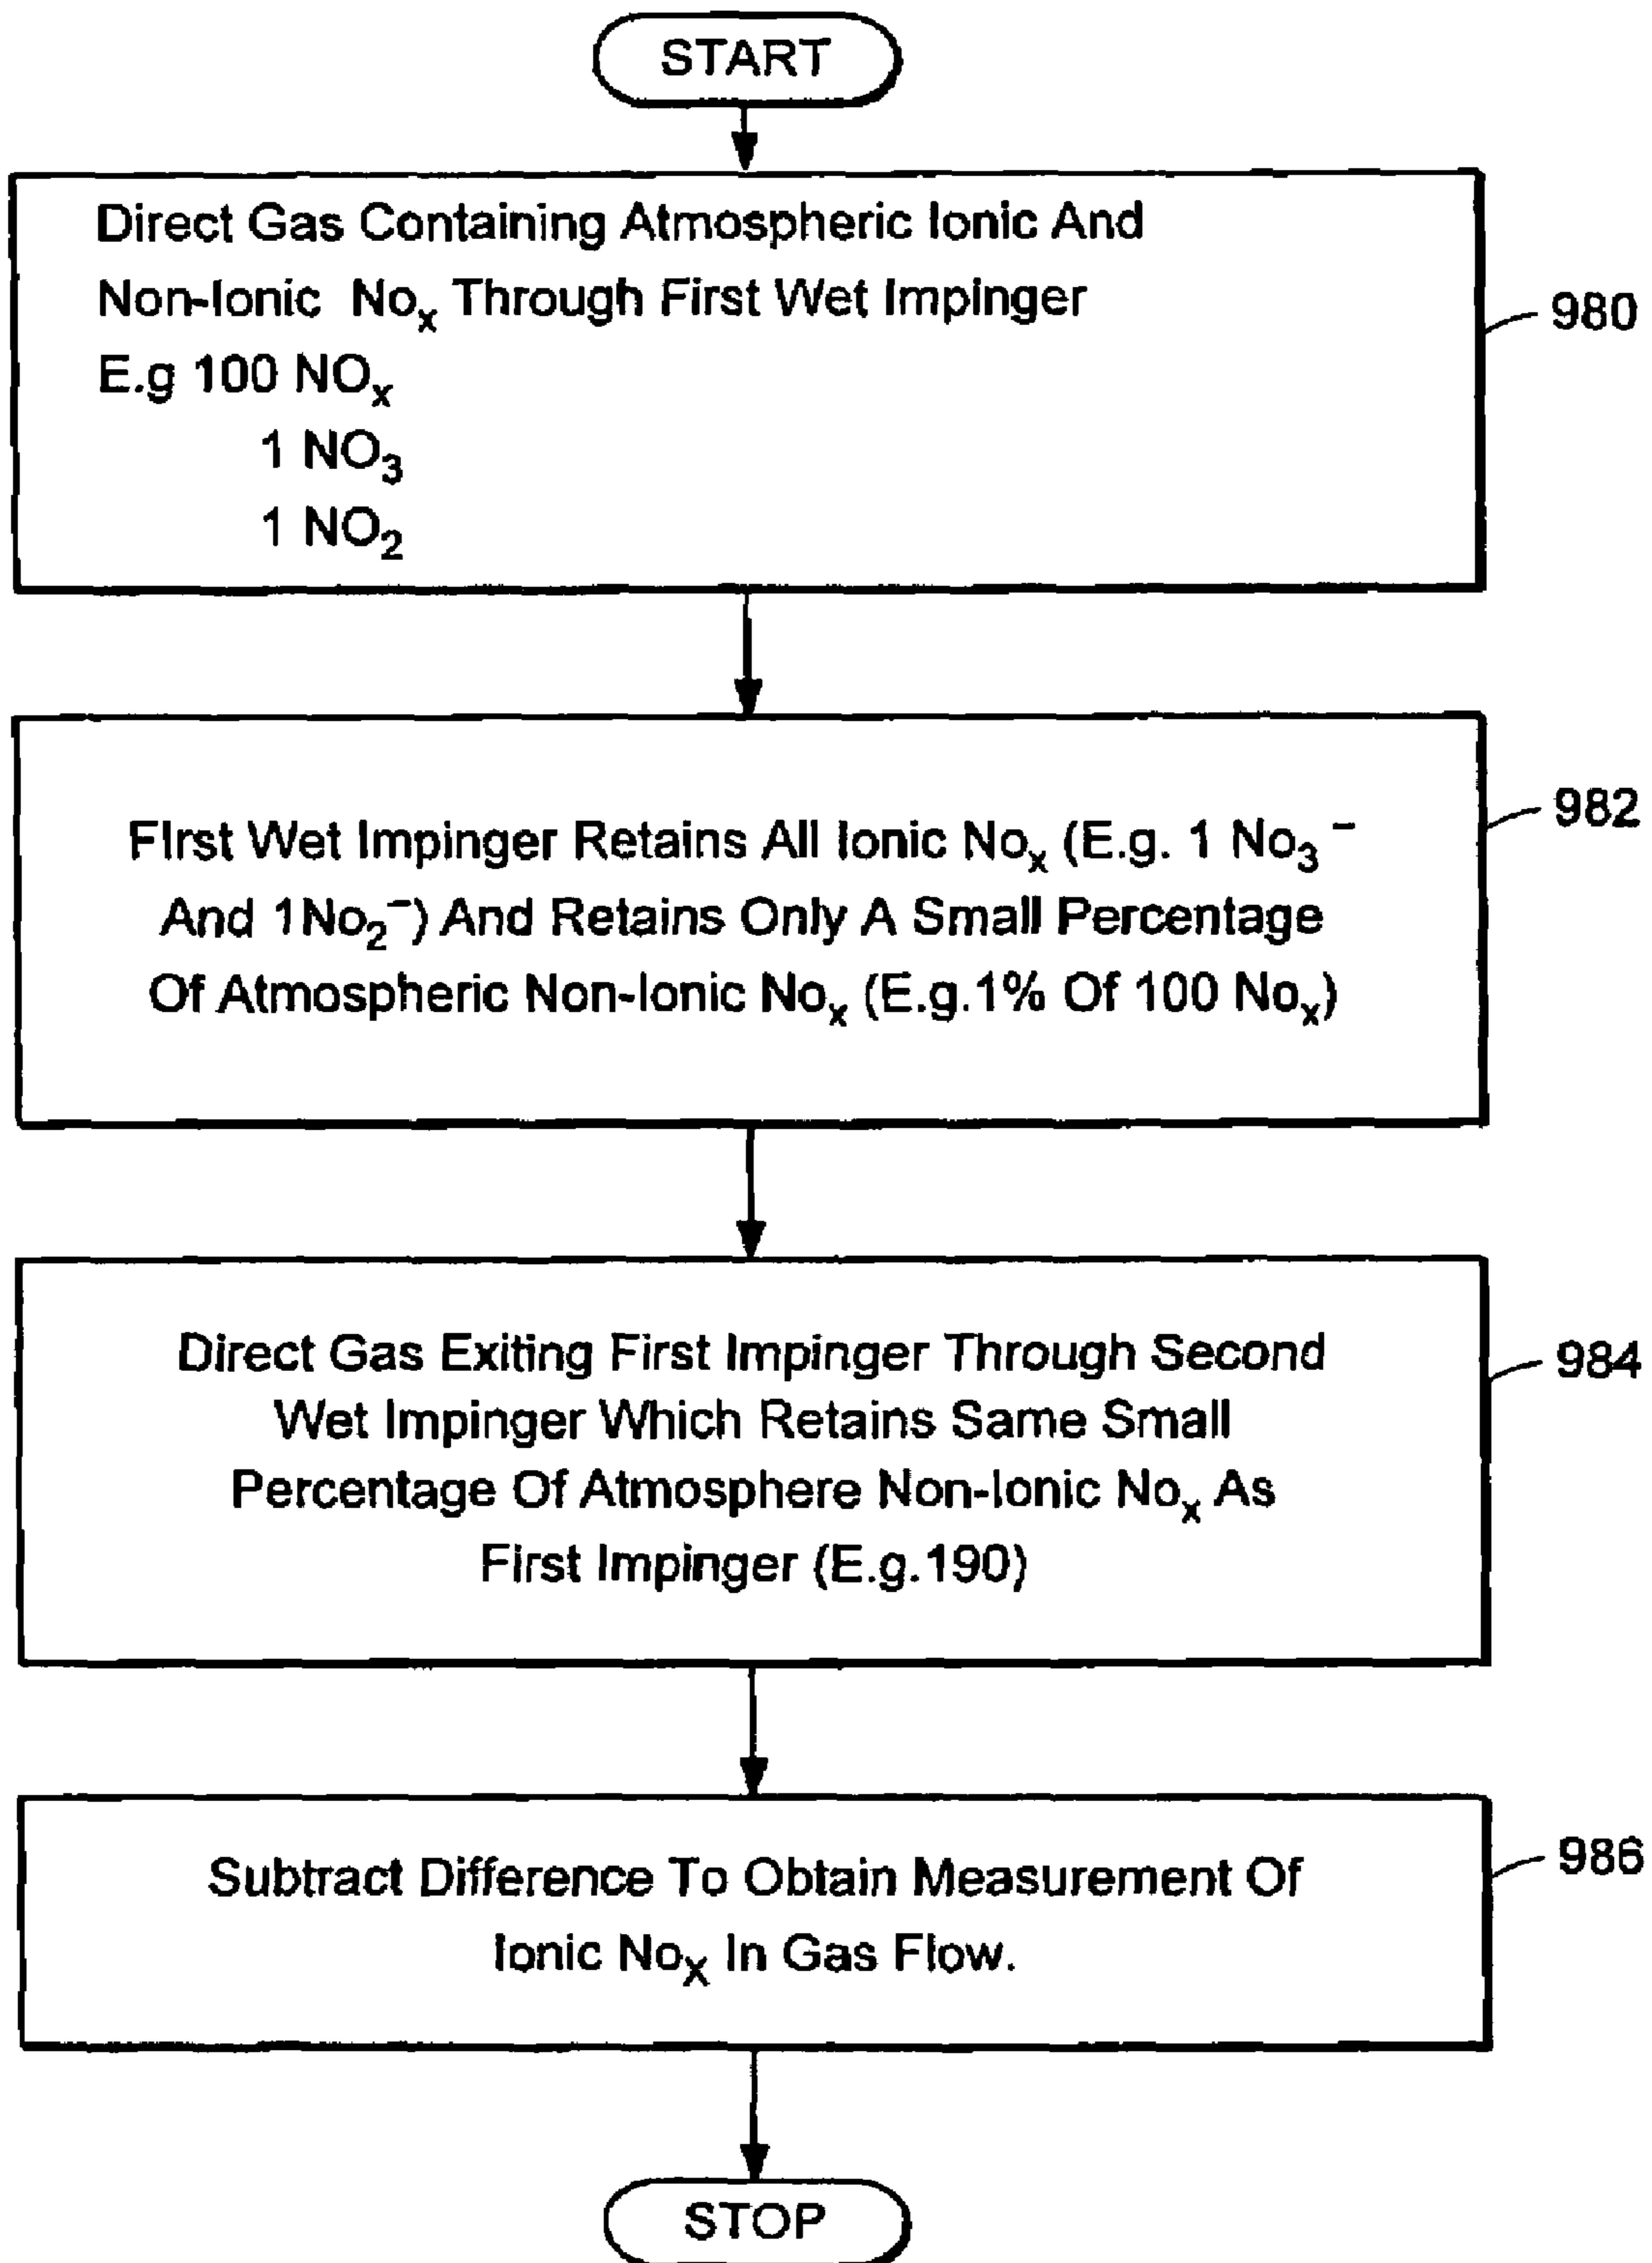 START
Direct Gas Containing Atmospheric Ionic And
Non-Ionic Noₓ Through First Wet Impinger
E.g 100 NOₓ
1 NO₃
1 NO₂
980
FIrst Wet Impinger Retains All Ionic Noₓ (E.g. 1 No₃⁻
And 1No₂⁻) And Retains Only A Small Percentage
Of Atmospheric Non-Ionic Noₓ (E.g.1% Of 100 Noₓ)
982
Direct Gas Exiting First Impinger Through Second
Wet Impinger Which Retains Same Small
Percentage Of Atmosphere Non-Ionic Noₓ As
First Impinger (E.g.190)
984
Subtract Difference To Obtain Measurement Of
Ionic Noₓ In Gas Flow.
986
STOP